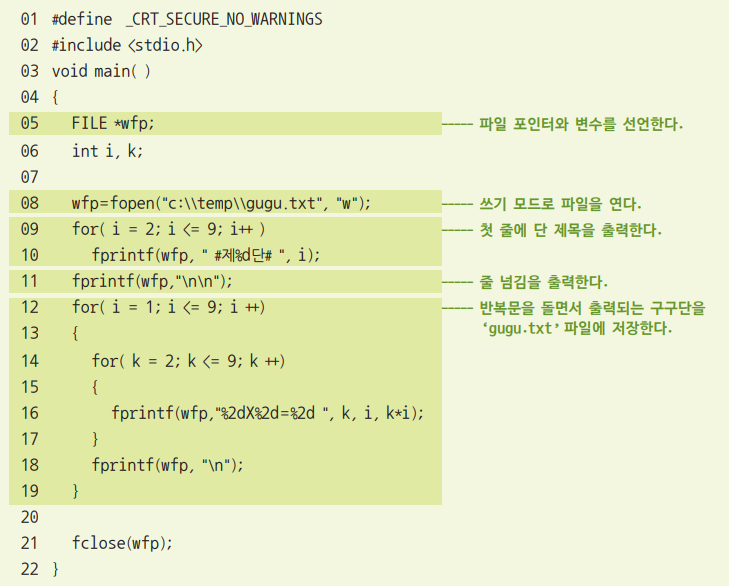 01 #define _CRT_SECURE_NO_WARNINGS
02 #include <stdio.h>
03 void main( )
04 {
05 FILE *wfp; ----- 파일 포인터와 변수를 선언한다.
06 int i, k;
07
08 wfp=fopen("c:\\temp\\gugu.txt", "w"); ----- 쓰기 모드로 파일을 연다.
09 for( i = 2; i <= 9; i++ ) ----- 첫 줄에 단 제목을 출력한다.
10 fprintf(wfp, " #제%d단# ", i);
11 fprintf(wfp,"\n\n"); ----- 줄 넘김을 출력한다.
12 for( i = 1; i <= 9; i ++) ----- 반복문을 돌면서 출력되는 구구단을
13 { ‘gugu.txt’ 파일에 저장한다.
14 for( k = 2; k <= 9; k ++)
15 {
16 fprintf(wfp,"%2dX%2d=%2d ", k, i, k*i);
17 }
18 fprintf(wfp, "\n");
19 }
20
21 fclose(wfp);
22 }